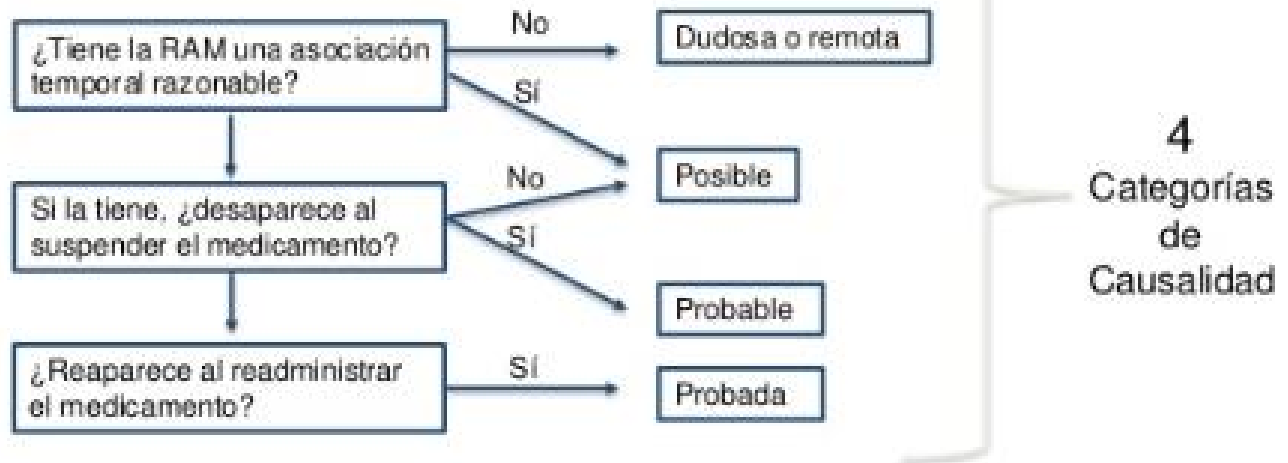 ¿Tiene la RAM una asociación
temporal razonable?
No
Dudosa o remota
Sí
Posible
Si la tiene, ¿desaparece al
suspender el medicamento?
No
Sí
Probable
¿Reaparece al readministrar
el medicamento?
Sí
Probada
4
Categorías
de
Causalidad